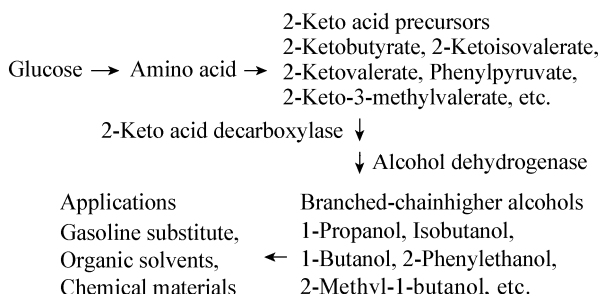 2-Keto acid precursors
2-Ketobutyrate, 2-Ketoisovalerate,
Glucose → Amino acid → 2-Ketovalerate, Phenylpyruvate,
2-Keto-3-methylvalerate, etc.
2-Keto acid decarboxylase ↓
↓ Alcohol dehydrogenase
Applications
Gasoline substitute,
Organic solvents,
Chemical materials
Branched-chainhigher alcohols
1-Propanol, Isobutanol,
← 1-Butanol, 2-Phenylethanol,
2-Methyl-1-butanol, etc.